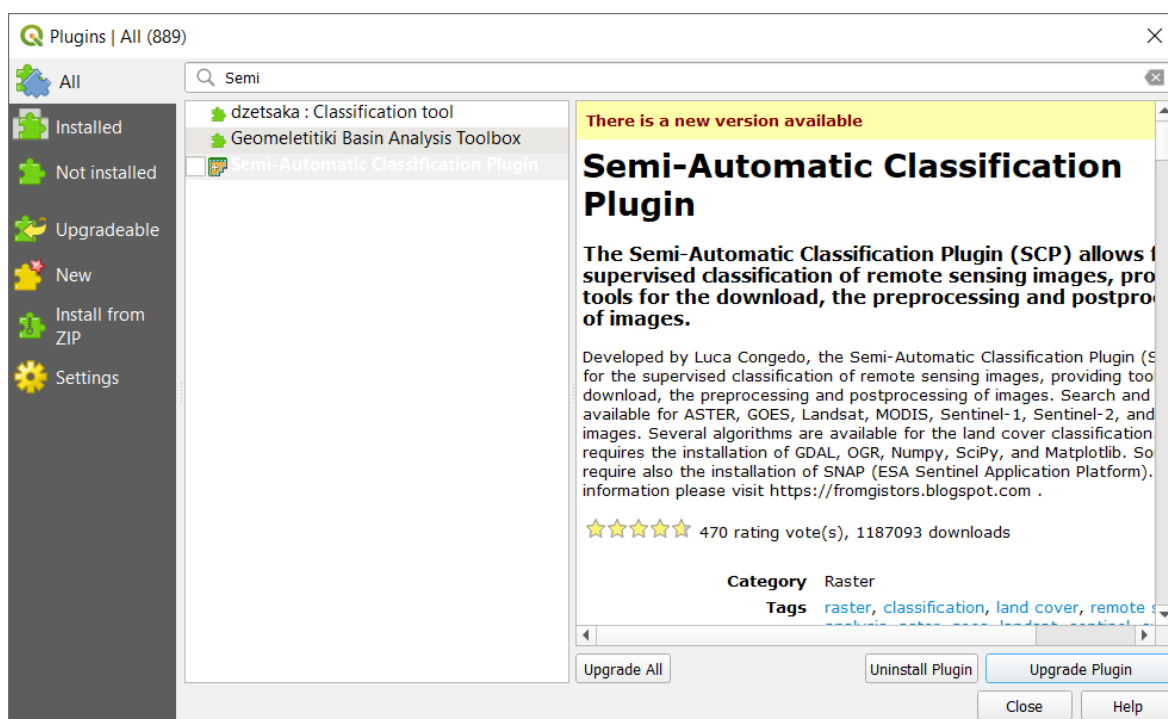 Plugins | All (889)
All
Installed
Not installed
Upgradeable
New
Install from
ZIP
Settings
Semi
dzetsaka : Classification tool
Geomeletitiki Basin Analysis Toolbox
Semi-Automatic Classification Plugin
There is a new version available
Semi-Automatic Classification
Plugin
The Semi-Automatic Classification Plugin (SCP) allows f
supervised classification of remote sensing images, pro
tools for the download, the preprocessing and postpro
of images.
Developed by Luca Congedo, the Semi-Automatic Classification Plugin (S
for the supervised classification of remote sensing images, providing tool
download, the preprocessing and postprocessing of images. Search and
available for ASTER, GOES, Landsat, MODIS, Sentinel-1, Sentinel-2, and
images. Several algorithms are available for the land cover classification.
requires the installation of GDAL, OGR, Numpy, SciPy, and Matplotlib. So
require also the installation of SNAP (ESA Sentinel Application Platform).
information please visit https://fromgistors.blogspot.com .
470 rating vote(s), 1187093 downloads
Category Raster
Tags raster, classification, land cover, remote s
Upgrade All
Uninstall Plugin
Upgrade Plugin
Close
Help